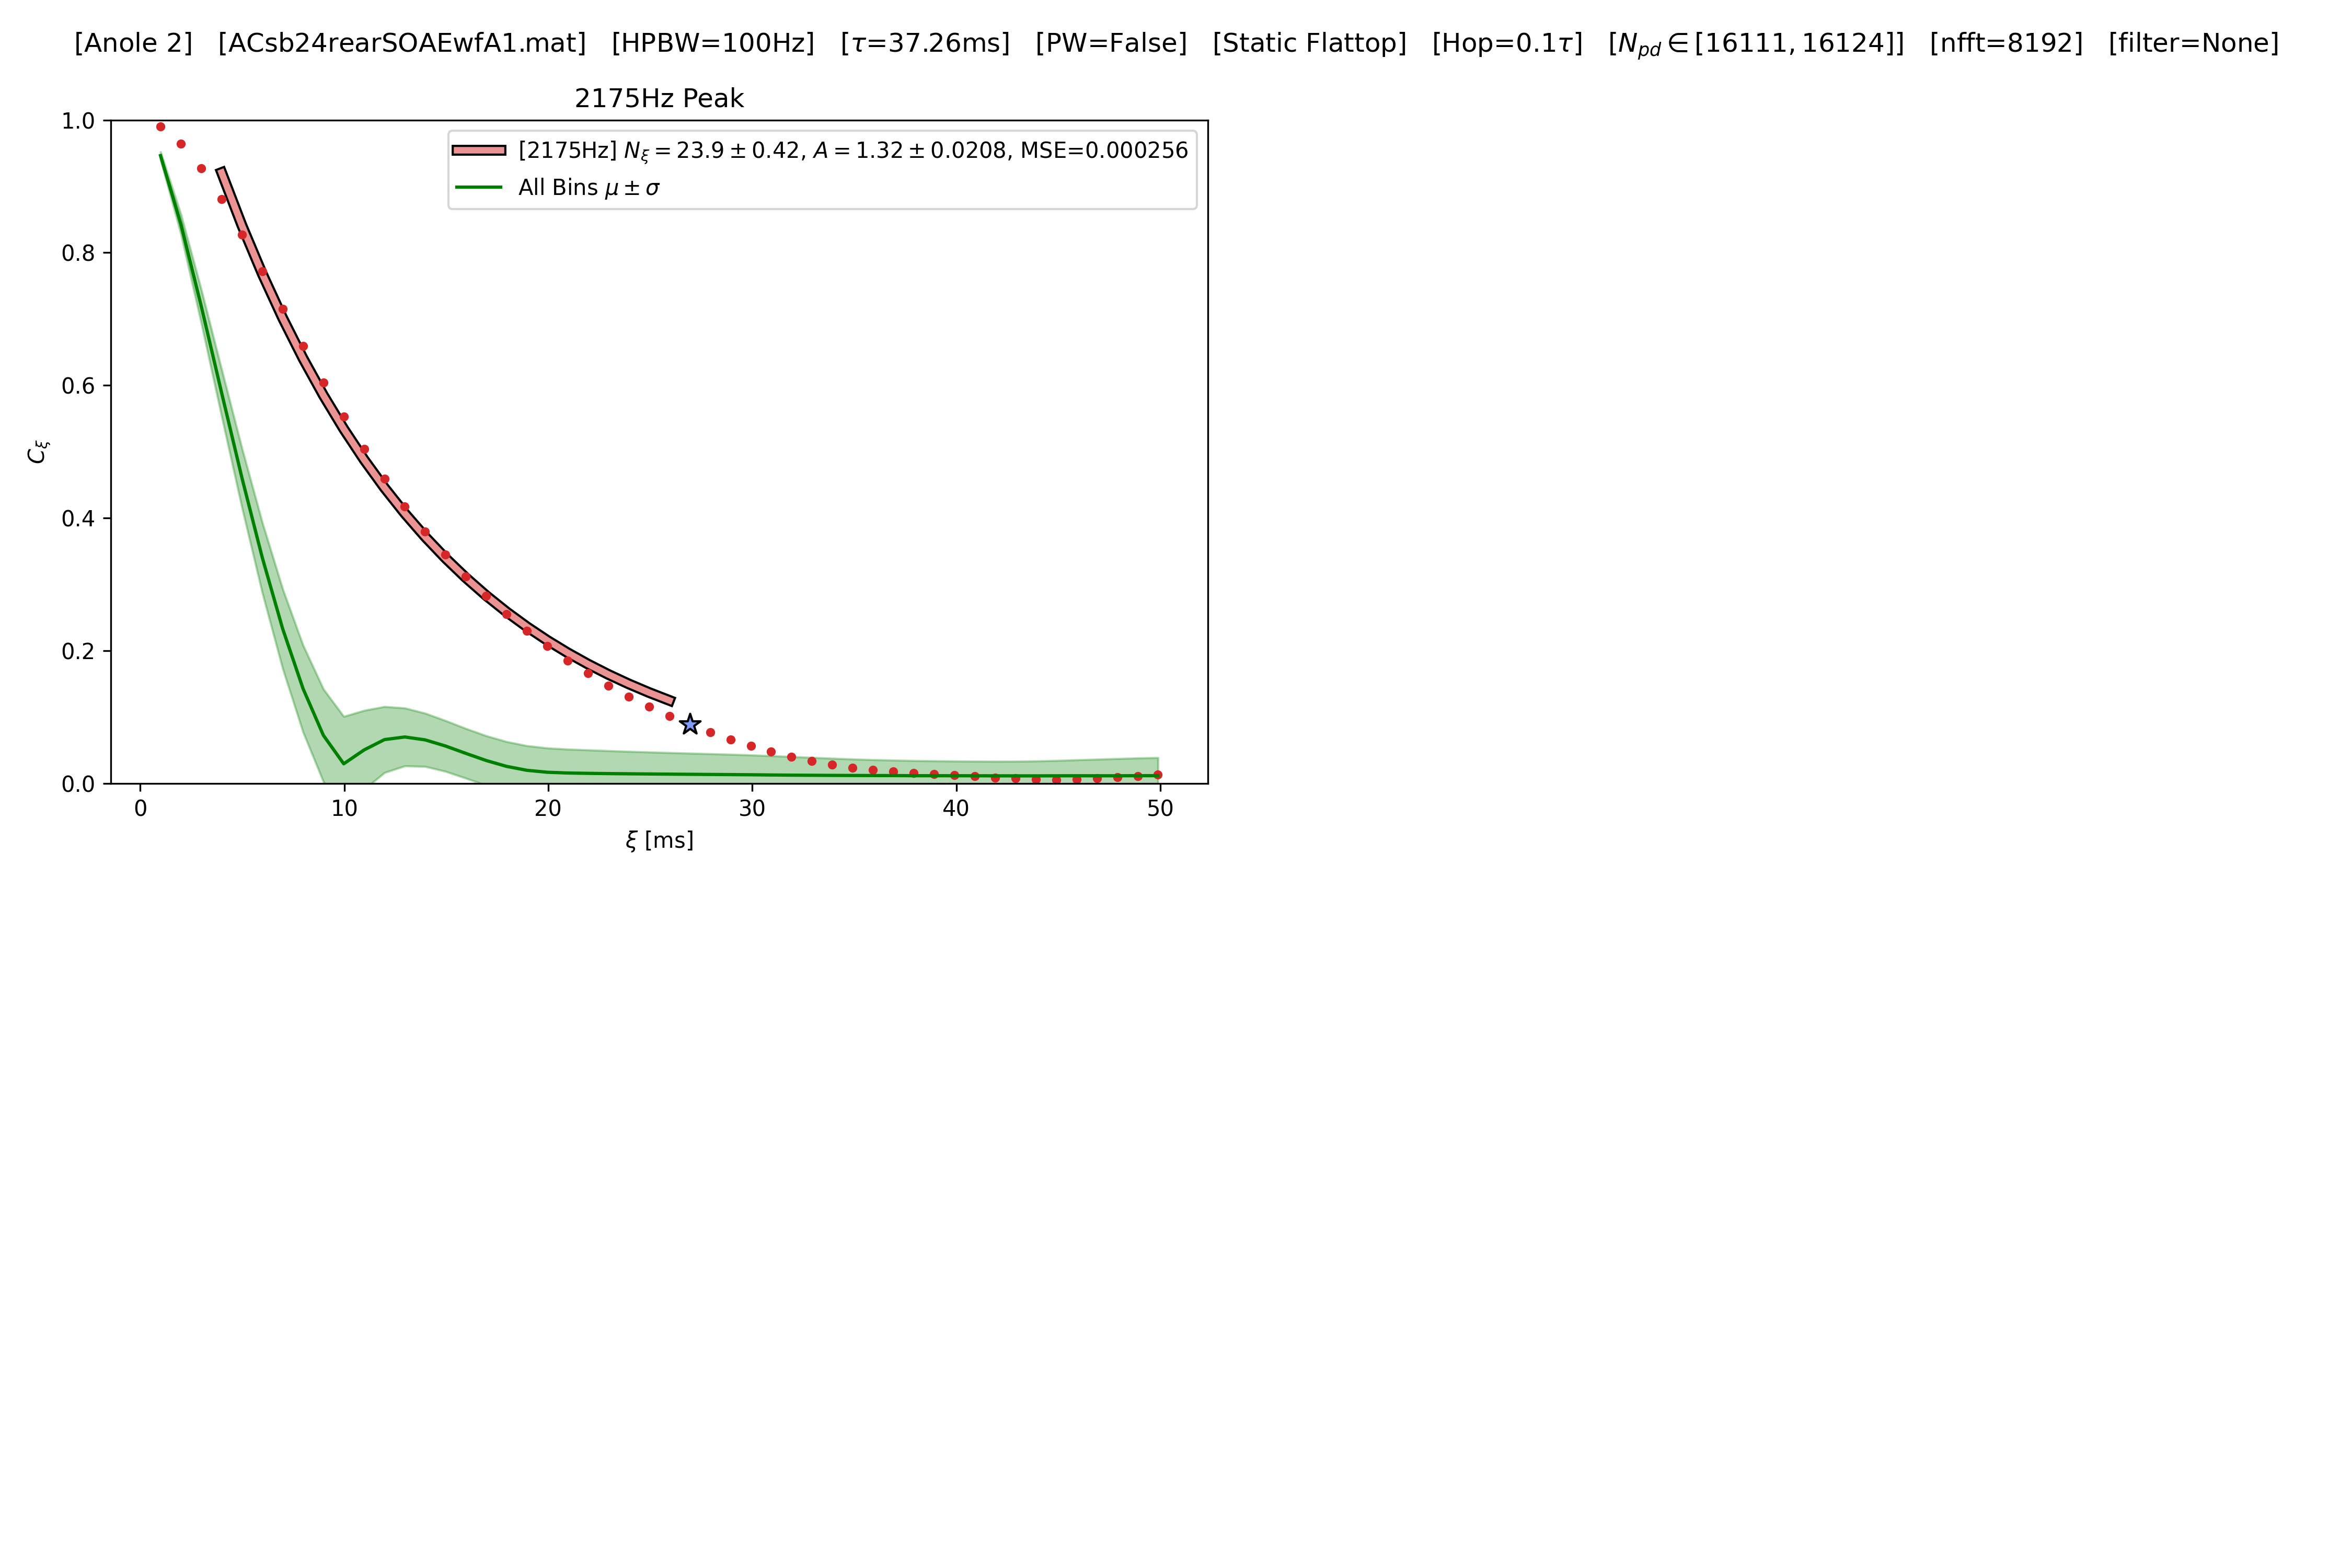 [Anole 2] [ACsb24rearSOAEwfA1.mat] [HPBW=100Hz] [τ=37.26ms] [PW=False] [Static Flattop] [Hop=0.1τ] [N_pd ∈ [16111, 16124]] [nfft=8192] [filter=None]
2175Hz Peak
[2175Hz] N_ξ = 23.9 ± 0.42, A = 1.32 ± 0.0208, MSE=0.000256
All Bins μ ± σ
1.0
0.8
0.6
0.4
0.2
0.0
C_ξ
0 10 20 30 40 50
ξ [ms]